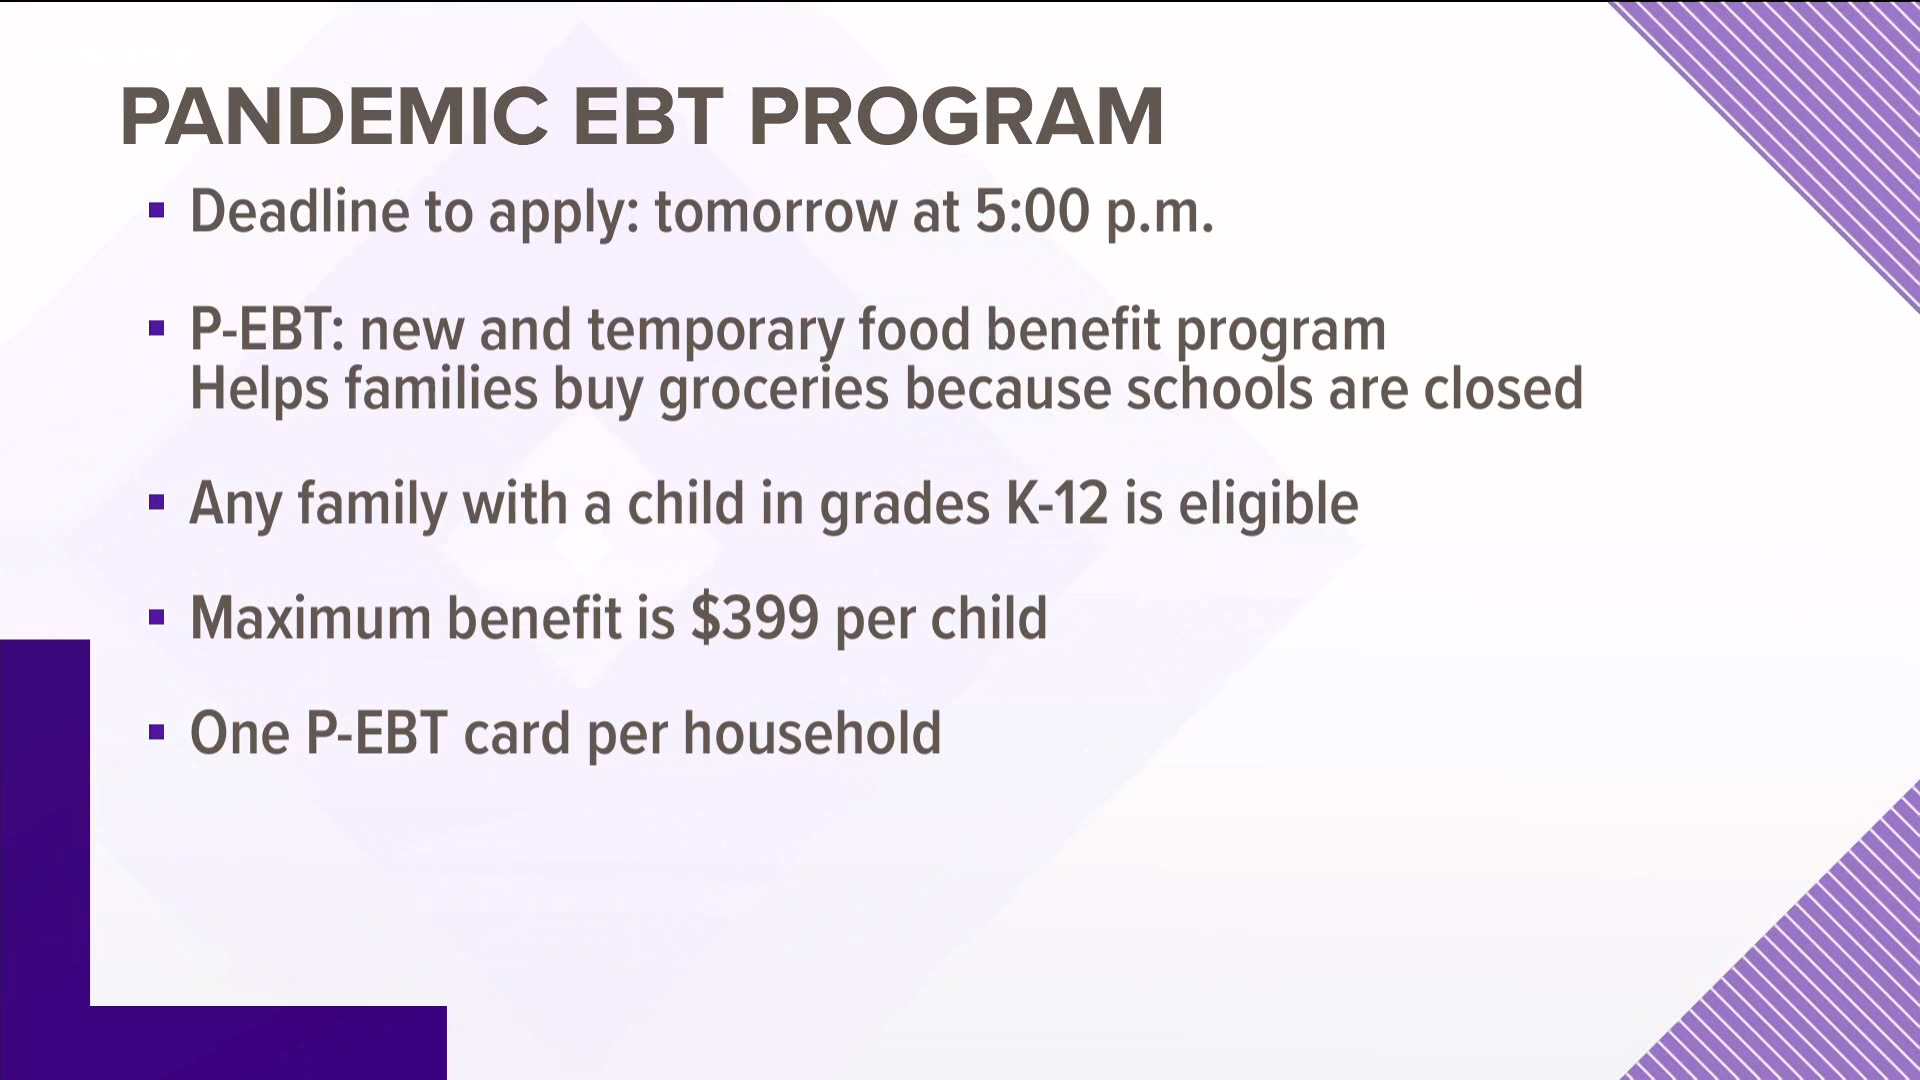 PANDEMIC EBT PROGRAM
▪ Deadline to apply: tomorrow at 5:00 p.m.
▪ P-EBT: new and temporary food benefit program
Helps families buy groceries because schools are closed
▪ Any family with a child in grades K-12 is eligible
▪ Maximum benefit is $399 per child
▪ One P-EBT card per household